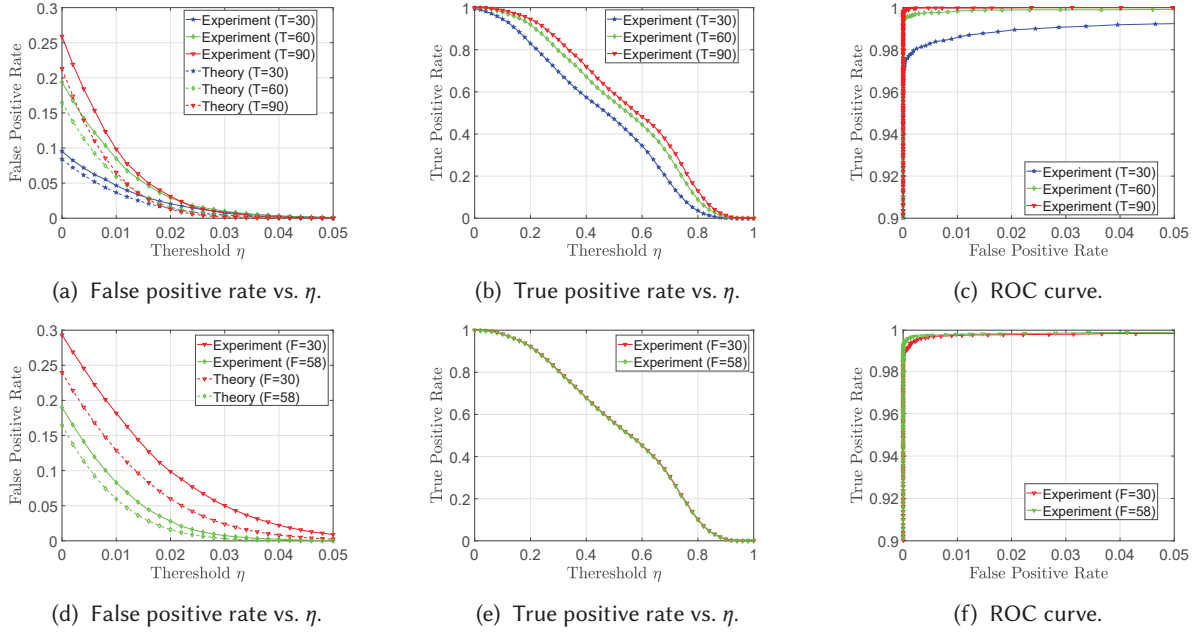 0.3
0.25
0.2
0.15
0.1
0.05
0
False Positive Rate
Experiment (T=30)
Experiment (T=60)
Experiment (T=90)
Theory (T=30)
Theory (T=60)
Theory (T=90)
0 0.01 0.02 0.03 0.04 0.05
Thereshold η
(a) False positive rate vs. η.
1
0.8
0.6
0.4
0.2
0
True Positive Rate
Experiment (T=30)
Experiment (T=60)
Experiment (T=90)
0 0.2 0.4 0.6 0.8 1
Thereshold η
(b) True positive rate vs. η.
1
0.98
0.96
0.94
0.92
0.9
True Positive Rate
Experiment (T=30)
Experiment (T=60)
Experiment (T=90)
0 0.01 0.02 0.03 0.04 0.05
False Positive Rate
(c) ROC curve.
0.3
0.25
0.2
0.15
0.1
0.05
0
False Positive Rate
Experiment (F=30)
Experiment (F=58)
Theory (F=30)
Theory (F=58)
0 0.01 0.02 0.03 0.04 0.05
Thereshold η
(d) False positive rate vs. η.
1
0.8
0.6
0.4
0.2
0
True Positive Rate
Experiment (F=30)
Experiment (F=58)
0 0.2 0.4 0.6 0.8 1
Thereshold η
(e) True positive rate vs. η.
1
0.98
0.96
0.94
0.92
0.9
True Positive Rate
Experiment (F=30)
Experiment (F=58)
0 0.01 0.02 0.03 0.04 0.05
False Positive Rate
(f) ROC curve.